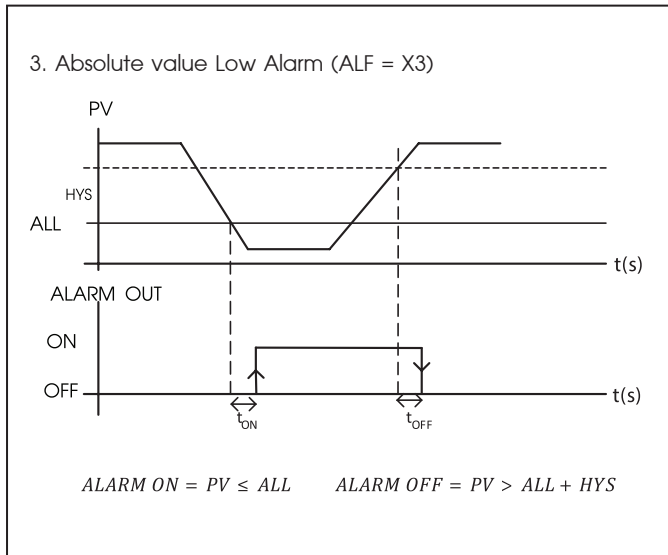 3. Absolute value Low Alarm (ALF = X3)
PV
HYS
ALL
t(s)
ALARM OUT
ON
OFF
t(s)
tON
tOFF
ALARM ON = PV ≤ ALL ALARM OFF = PV > ALL + HYS